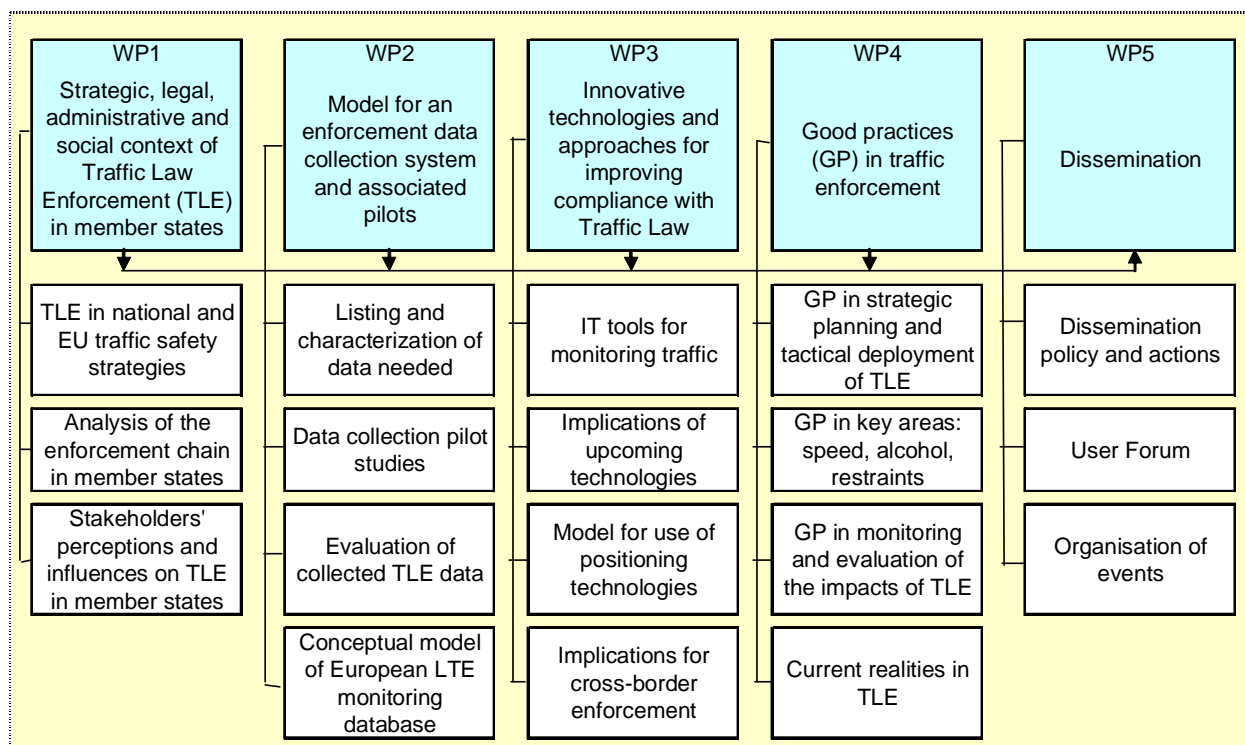 WP1
Strategic, legal,
administrative and
social context of
Traffic Law
Enforcement (TLE)
in member states
TLE in national and
EU traffic safety
strategies
Analysis of the
enforcement chain
in member states
Stakeholders'
perceptions and
influences on TLE
in member states
WP2
Model for an
enforcement data
collection system
and associated
pilots
Listing and
characterization of
data needed
Data collection pilot
studies
Evaluation of
collected TLE data
Conceptual model
of European LTE
monitoring
database
WP3
Innovative
technologies and
approaches for
improving
compliance with
Traffic Law
IT tools for
monitoring traffic
Implications of
upcoming
technologies
Model for use of
positioning
technologies
Implications for
cross-border
enforcement
WP4
Good practices
(GP) in traffic
enforcement
GP in strategic
planning and
tactical deployment
of TLE
GP in key areas:
speed, alcohol,
restraints
GP in monitoring
and evaluation of
the impacts of TLE
Current realities in
TLE
WP5
Dissemination
Dissemination
policy and actions
User Forum
Organisation of
events